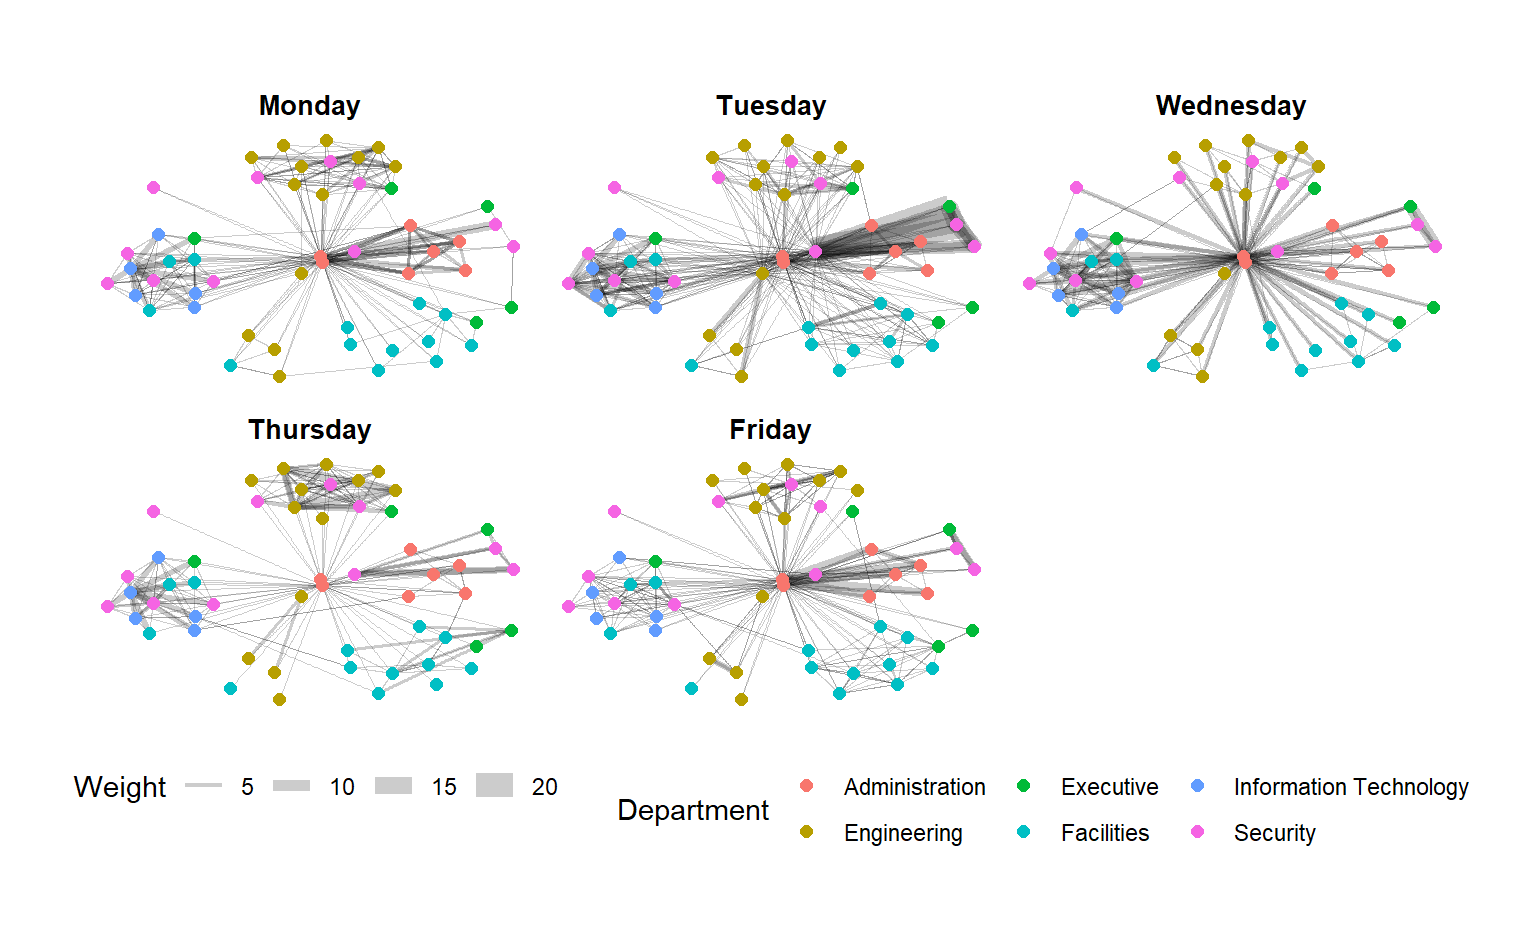 Monday
Tuesday
Wednesday
Thursday
Friday
Weight 5 10 15 20
Department
Administration Executive Information Technology
Engineering Facilities Security